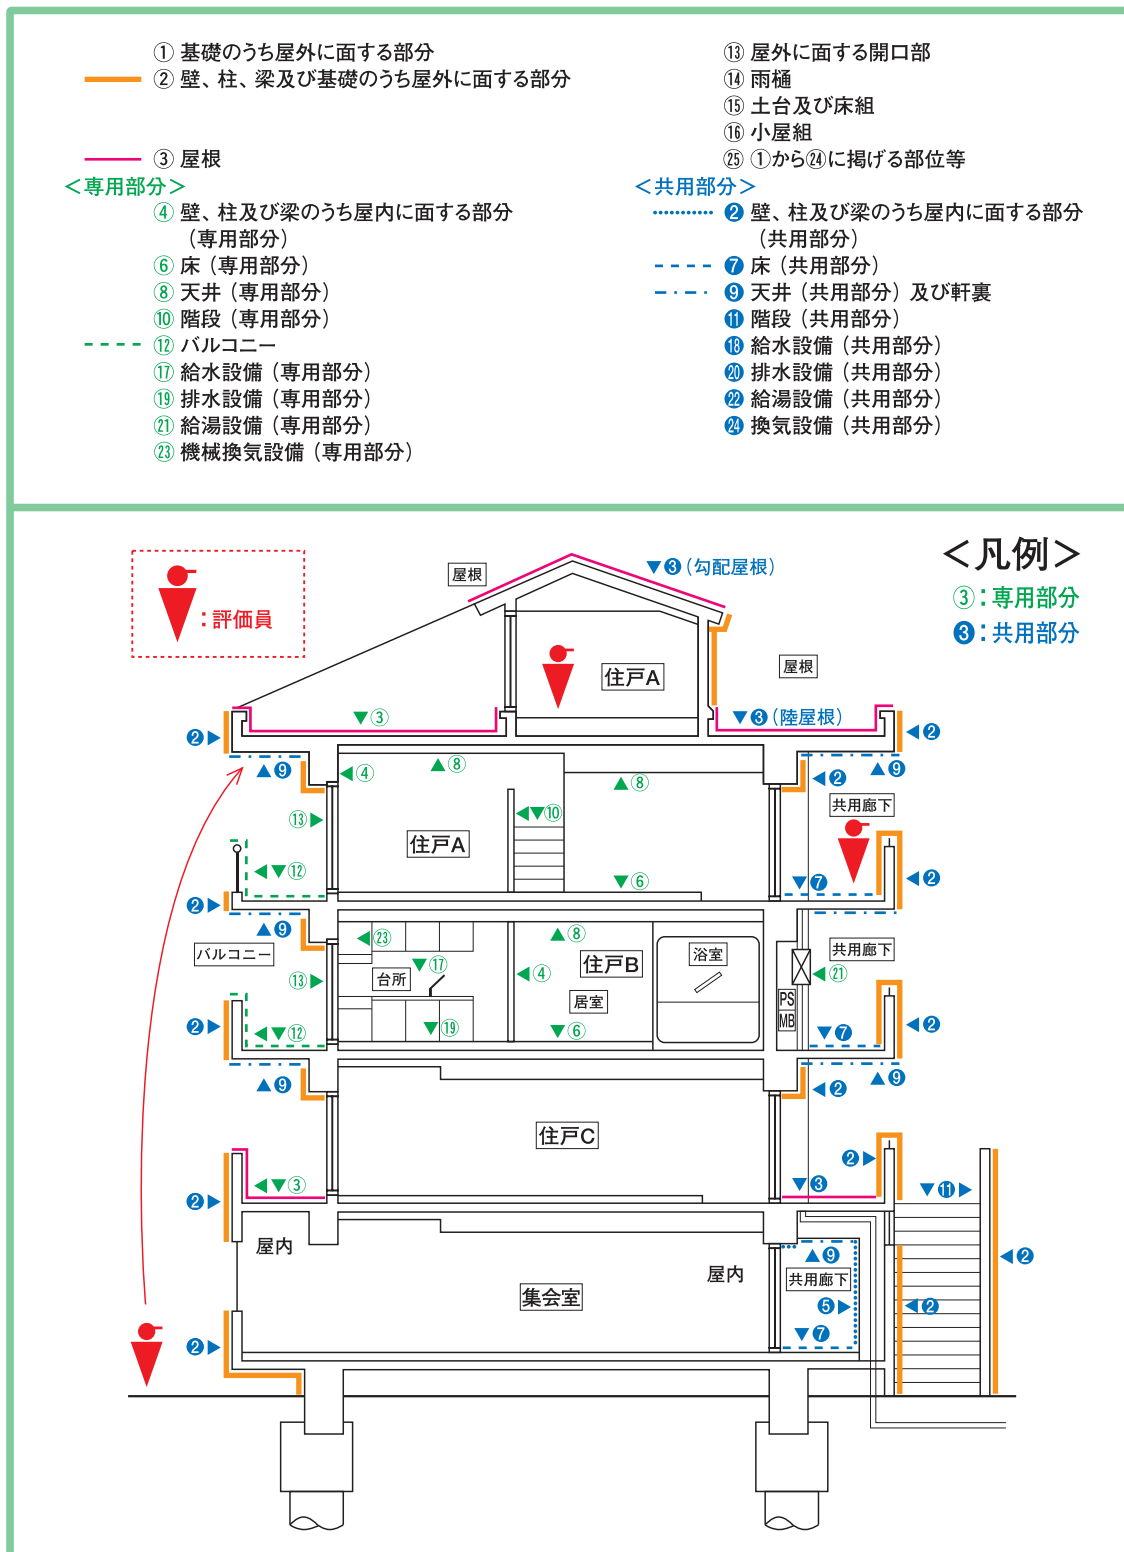 ① 基礎のうち屋外に面する部分
② 壁、柱、梁及び基礎のうち屋外に面する部分
③ 屋根
＜専用部分＞
④ 壁、柱及び梁のうち屋内に面する部分
（専用部分）
⑥ 床（専用部分）
⑧ 天井（専用部分）
⑩ 階段（専用部分）
⑫ バルコニー
⑰ 給水設備（専用部分）
⑲ 排水設備（専用部分）
㉑ 給湯設備（専用部分）
㉓ 機械換気設備（専用部分）
⑬ 屋外に面する開口部
⑭ 雨樋
⑮ 土台及び床組
⑯ 小屋組
㉕ ①から㉔に掲げる部位等
＜共用部分＞
❷ 壁、柱及び梁のうち屋内に面する部分
（共用部分）
❼ 床（共用部分）
❾ 天井（共用部分）及び軒裏
⓫ 階段（共用部分）
⓲ 給水設備（共用部分）
⓴ 排水設備（共用部分）
㉒ 給湯設備（共用部分）
㉔ 換気設備（共用部分）
＜凡例＞
③：専用部分
❸：共用部分
：評価員
屋根
▼❸（勾配屋根）
住戸A
屋根
▼③
▼❸（陸屋根）
❷▶
◀❷
▲❾
◀④
▲⑧
▲⑧
◀❷
▲❾
⑬▶
◀▼⑩
共用廊下
住戸A
◀▼⑫
▼⑥
▼❼
◀❷
❷▶
▲❾
◀㉓
▲⑧
バルコニー
⑬▶
台所
▼⑰
◀④
住戸B
浴室
共用廊下
◀㉑
居室
PS
MB
❷▶
◀▼⑫
▼⑲
▼⑥
▼❼
◀❷
▲❾
◀❷
▲❾
住戸C
❷▶
◀▼③
▼❸
❷▶
▼⓫▶
屋内
屋内
集会室
▲❾
共用廊下
❺▶
▼❼
◀❷
◀❷
❷▶